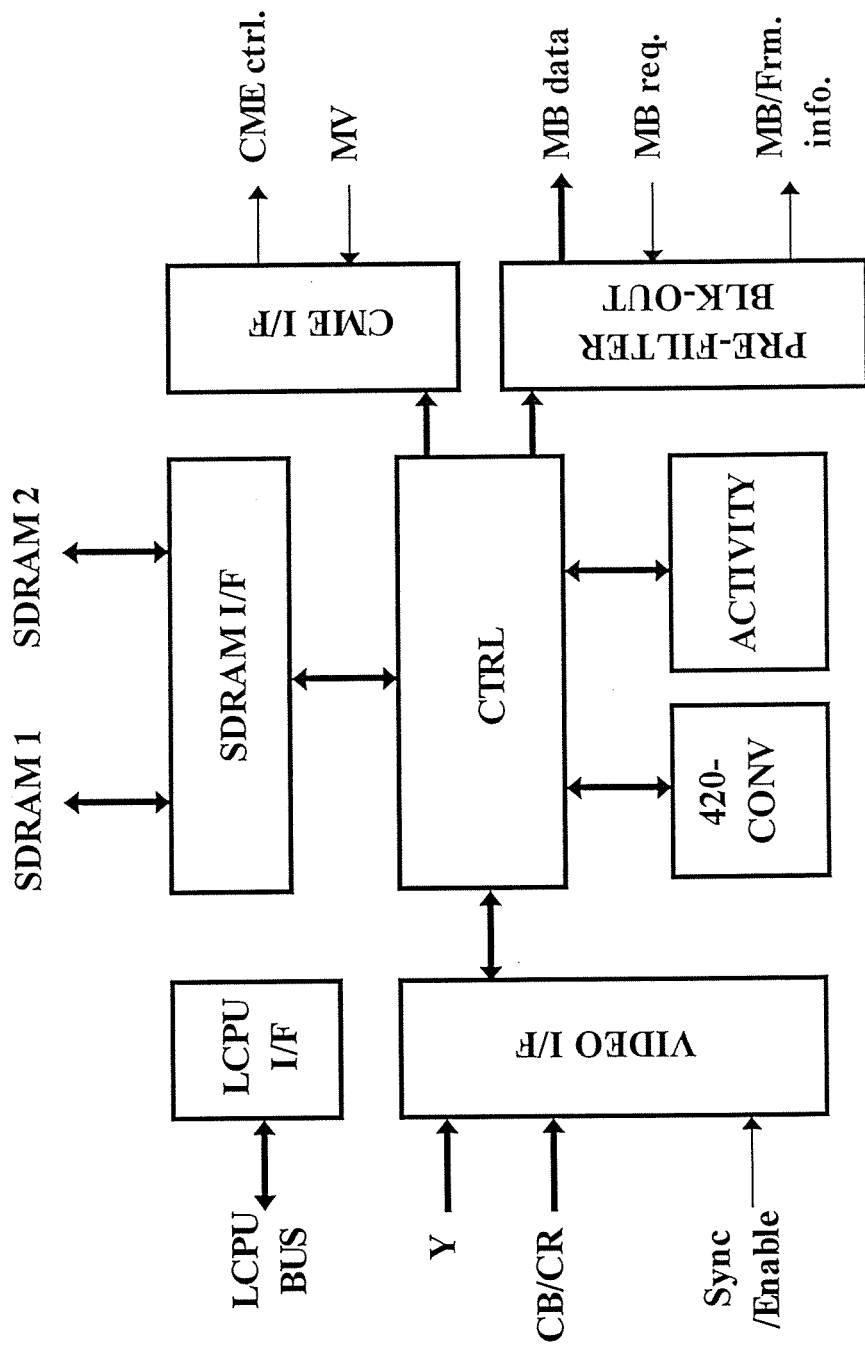 SDRAM 1
SDRAM 2
LCPU
BUS
LCPU
I/F
SDRAM I/F
CME I/F
CME ctrl.
MV
Y
CB/CR
Sync
/Enable
VIDEO I/F
CTRL
420-
CONV
ACTIVITY
PRE-FILTER
BLK-OUT
MB data
MB req.
MB/Frm.
info.